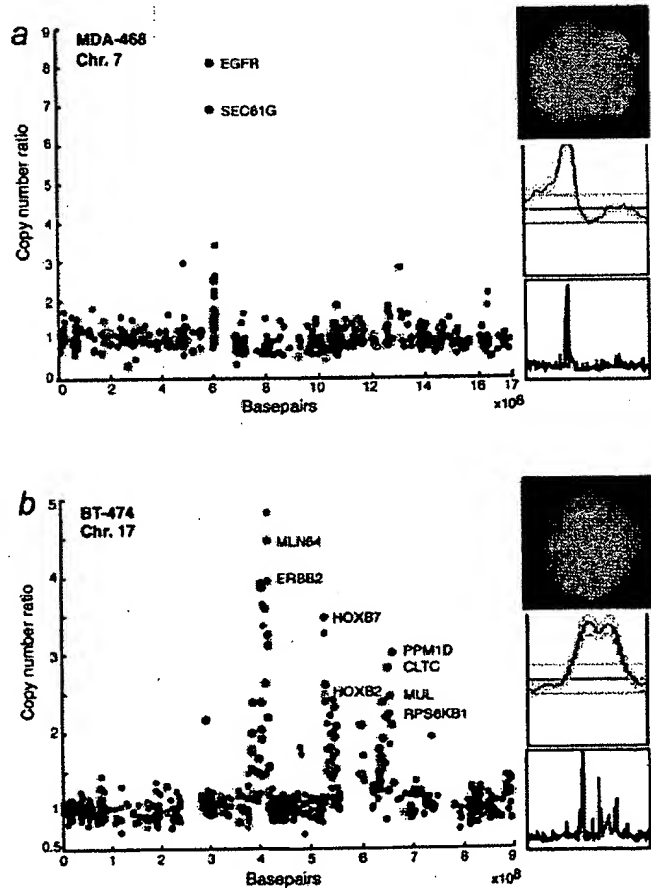 a
MDA-468
Chr. 7
EGFR
SEC61G
Copy number ratio
9
8
7
6
5
4
3
2
1
0
0 2 4 6 8 10 12 14 16 17
Basepairs
x10⁸
b
BT-474
Chr. 17
MLN64
ERBB2
HOXB7
PPM1D
CLTC
HOXB2
MUL
RPS6KB1
Copy number ratio
5
4
3
2
1
0.5
0 1 2 3 4 5 6 7 8 9
Basepairs
x10⁸